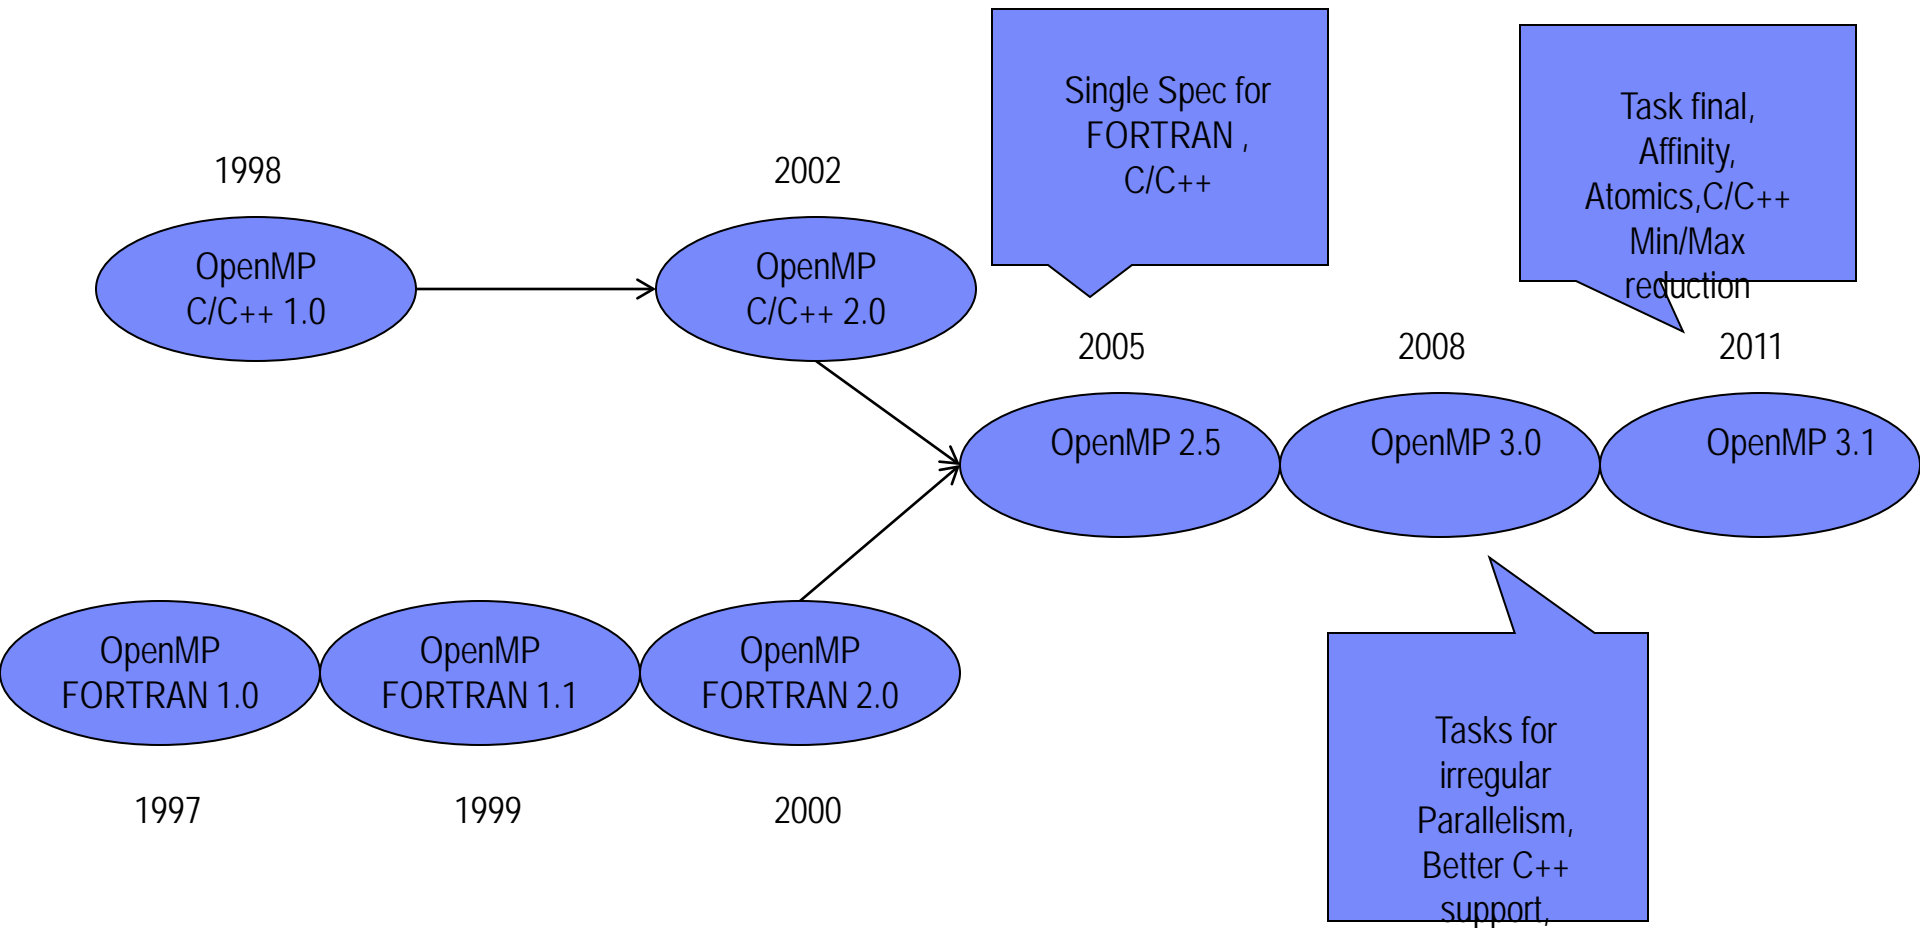 1998
OpenMP
C/C++ 1.0
2002
OpenMP
C/C++ 2.0
Single Spec for
FORTRAN ,
C/C++
Task final,
Affinity,
Atomics,C/C++
Min/Max
reduction
2005
OpenMP 2.5
2008
OpenMP 3.0
2011
OpenMP 3.1
OpenMP
FORTRAN 1.0
1997
OpenMP
FORTRAN 1.1
1999
OpenMP
FORTRAN 2.0
2000
Tasks for
irregular
Parallelism,
Better C++
support,